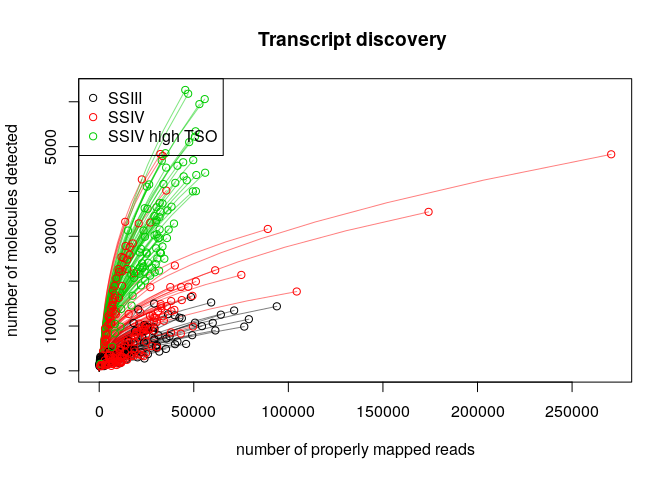 Transcript discovery
SSIII
SSIV
SSIV high TSO
number of molecules detected
5000
3000
1000
0
0
50000
100000
150000
200000
250000
number of properly mapped reads